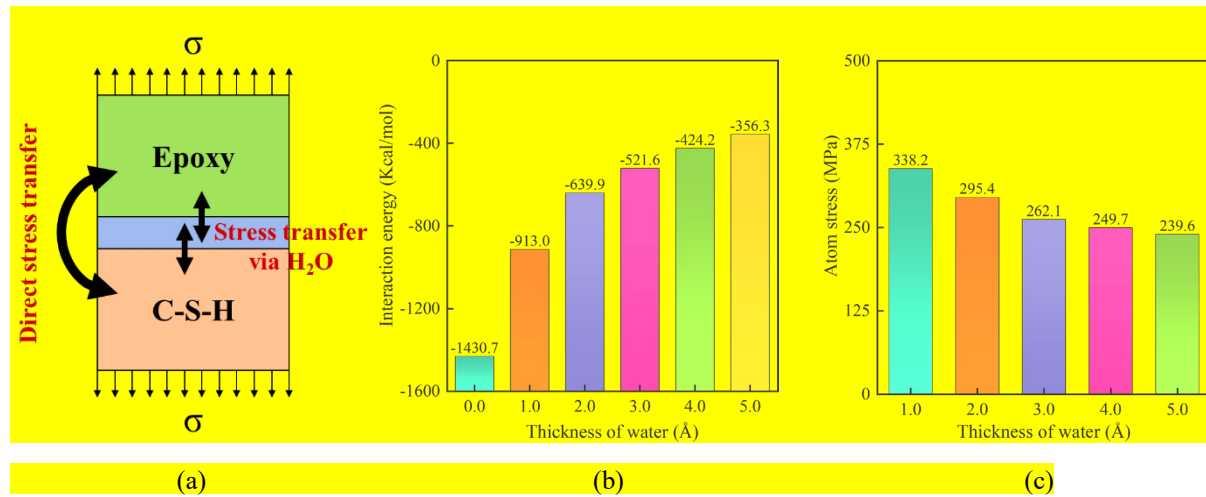 σ
Direct stress transfer
Epoxy
Stress transfer
via H₂O
C-S-H
σ
(a)
Interaction energy (Kcal/mol)
0
-400
-800
-1200
-1600
-1430.7
-913.0
-639.9
-521.6
-424.2
-356.3
0.0 1.0 2.0 3.0 4.0 5.0
Thickness of water (Å)
(b)
Atom stress (MPa)
500
375
250
125
0
338.2
295.4
262.1
249.7
239.6
1.0 2.0 3.0 4.0 5.0
Thickness of water (Å)
(c)